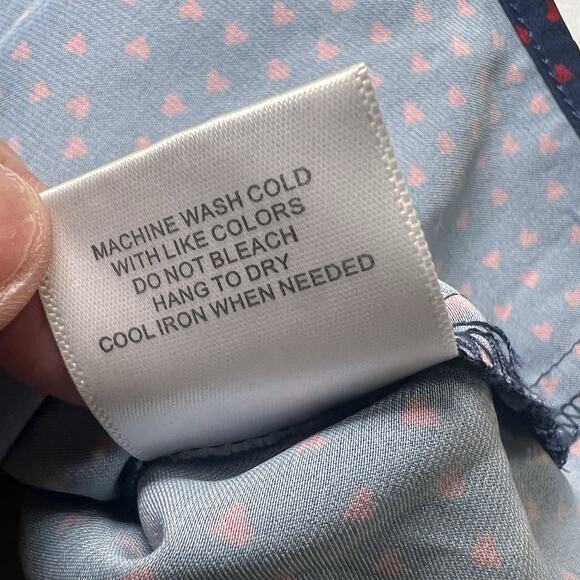 MACHINE WASH COLD
WITH LIKE COLORS
DO NOT BLEACH
HANG TO DRY
COOL IRON WHEN NEEDED